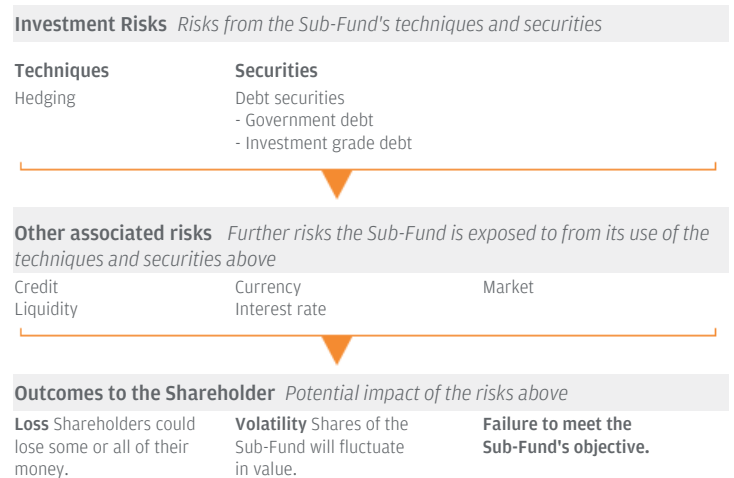 Investment Risks Risks from the Sub-Fund's techniques and securities
Techniques
Hedging
Securities
Debt securities
- Government debt
- Investment grade debt
Other associated risks Further risks the Sub-Fund is exposed to from its use of the
techniques and securities above
Credit
Liquidity
Currency
Interest rate
Market
Outcomes to the Shareholder Potential impact of the risks above
Loss Shareholders could
lose some or all of their
money.
Volatility Shares of the
Sub-Fund will fluctuate
in value.
Failure to meet the
Sub-Fund's objective.